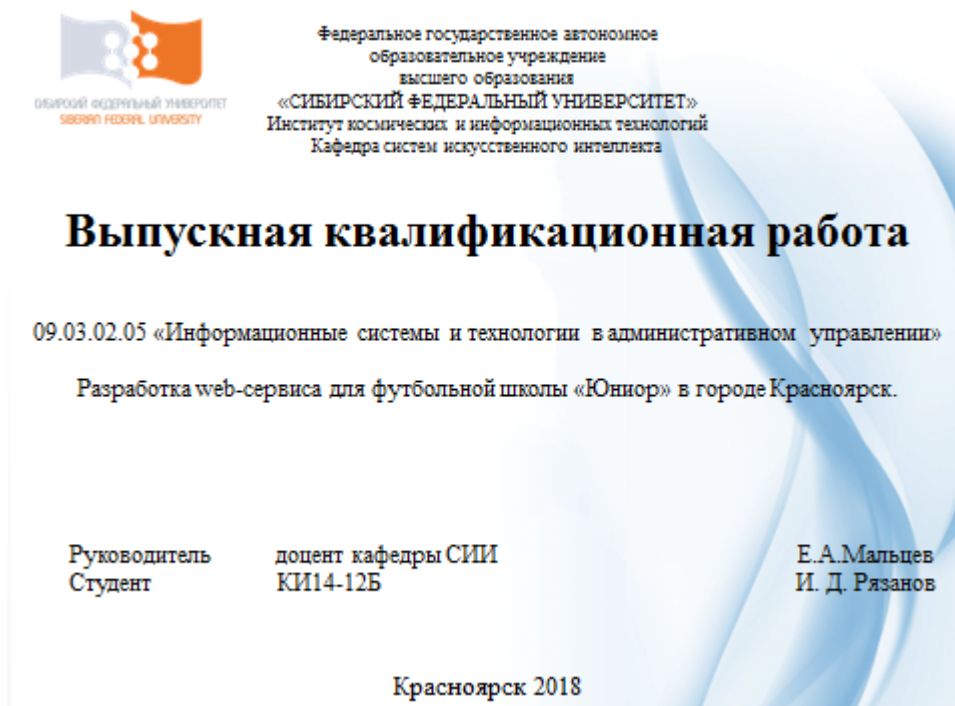 СИБИРСКИЙ ФЕДЕРАЛЬНЫЙ УНИВЕРСИТЕТ
SIBERIAN FEDERAL UNIVERSITY
Федеральное государственное автономное
образовательное учреждение
высшего образования
«СИБИРСКИЙ ФЕДЕРАЛЬНЫЙ УНИВЕРСИТЕТ»
Институт космических и информационных технологий
Кафедра систем искусственного интеллекта
Выпускная квалификационная работа
09.03.02.05 «Информационные системы и технологии в административном управлении»
Разработка web-сервиса для футбольной школы «Юниор» в городе Красноярск.
Руководитель доцент кафедры СИИ Е.А.Мальцев
Студент КИ14-12Б И. Д. Рязанов
Красноярск 2018